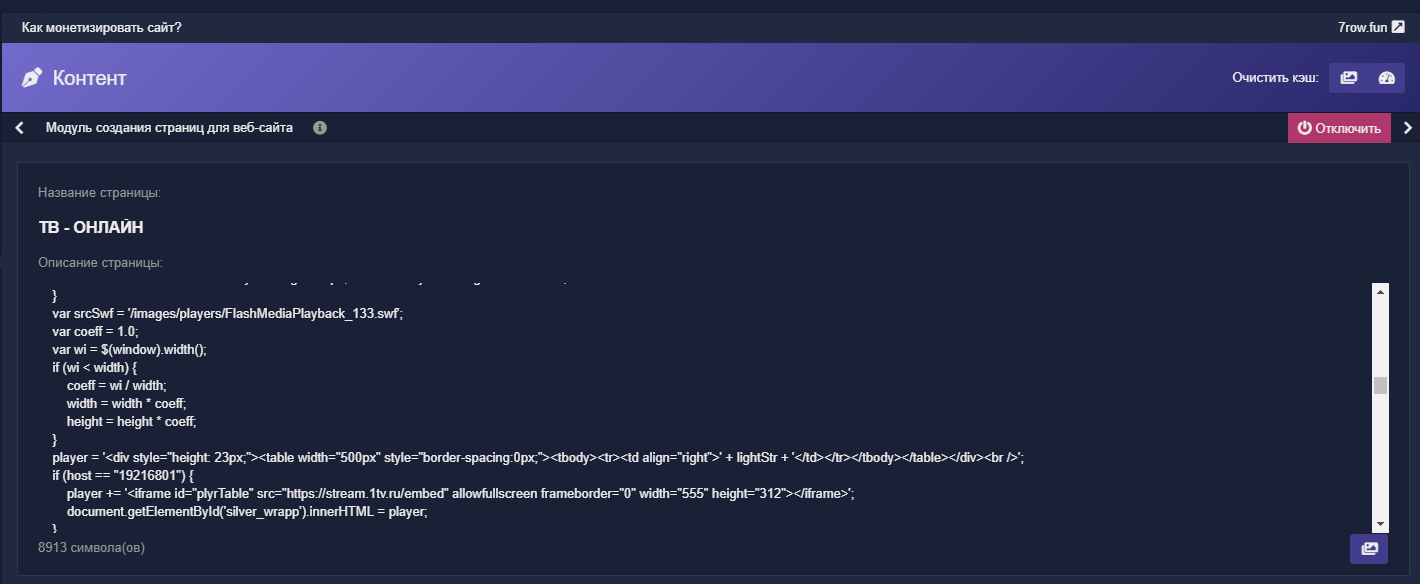 Как монетизировать сайт?
7row.fun
Контент
Очистить кэш:
Модуль создания страниц для веб-сайта
Отключить
Название страницы:
ТВ - ОНЛАЙН
Описание страницы:
}
var srcSwf = '/images/players/FlashMediaPlayback_133.swf';
var coeff = 1.0;
var wi = $(window).width();
if (wi < width) {
coeff = wi / width;
width = width * coeff;
height = height * coeff;
}
player = '<div style="height: 23px;"><table width="500px" style="border-spacing:0px;"><tbody><tr><td align="right">' + lightStr + '</td></tr></tbody></table></div><br />';
if (host == "19216801") {
player += '<iframe id="plyrTable" src="https://stream.1tv.ru/embed" allowfullscreen frameborder="0" width="555" height="312"></iframe>';
document.getElementById('silver_wrapp').innerHTML = player;
}
8913 символа(ов)